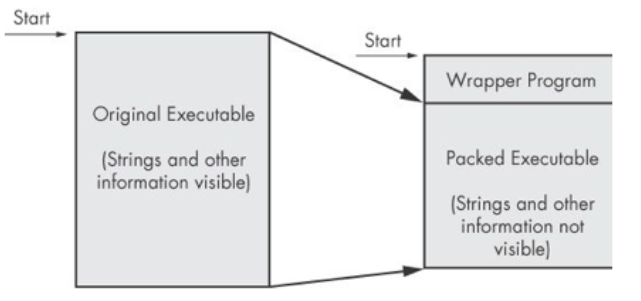 Start
Original Executable
(Strings and other
information visible)
Start
Wrapper Program
Packed Executable
(Strings and other
information not
visible)